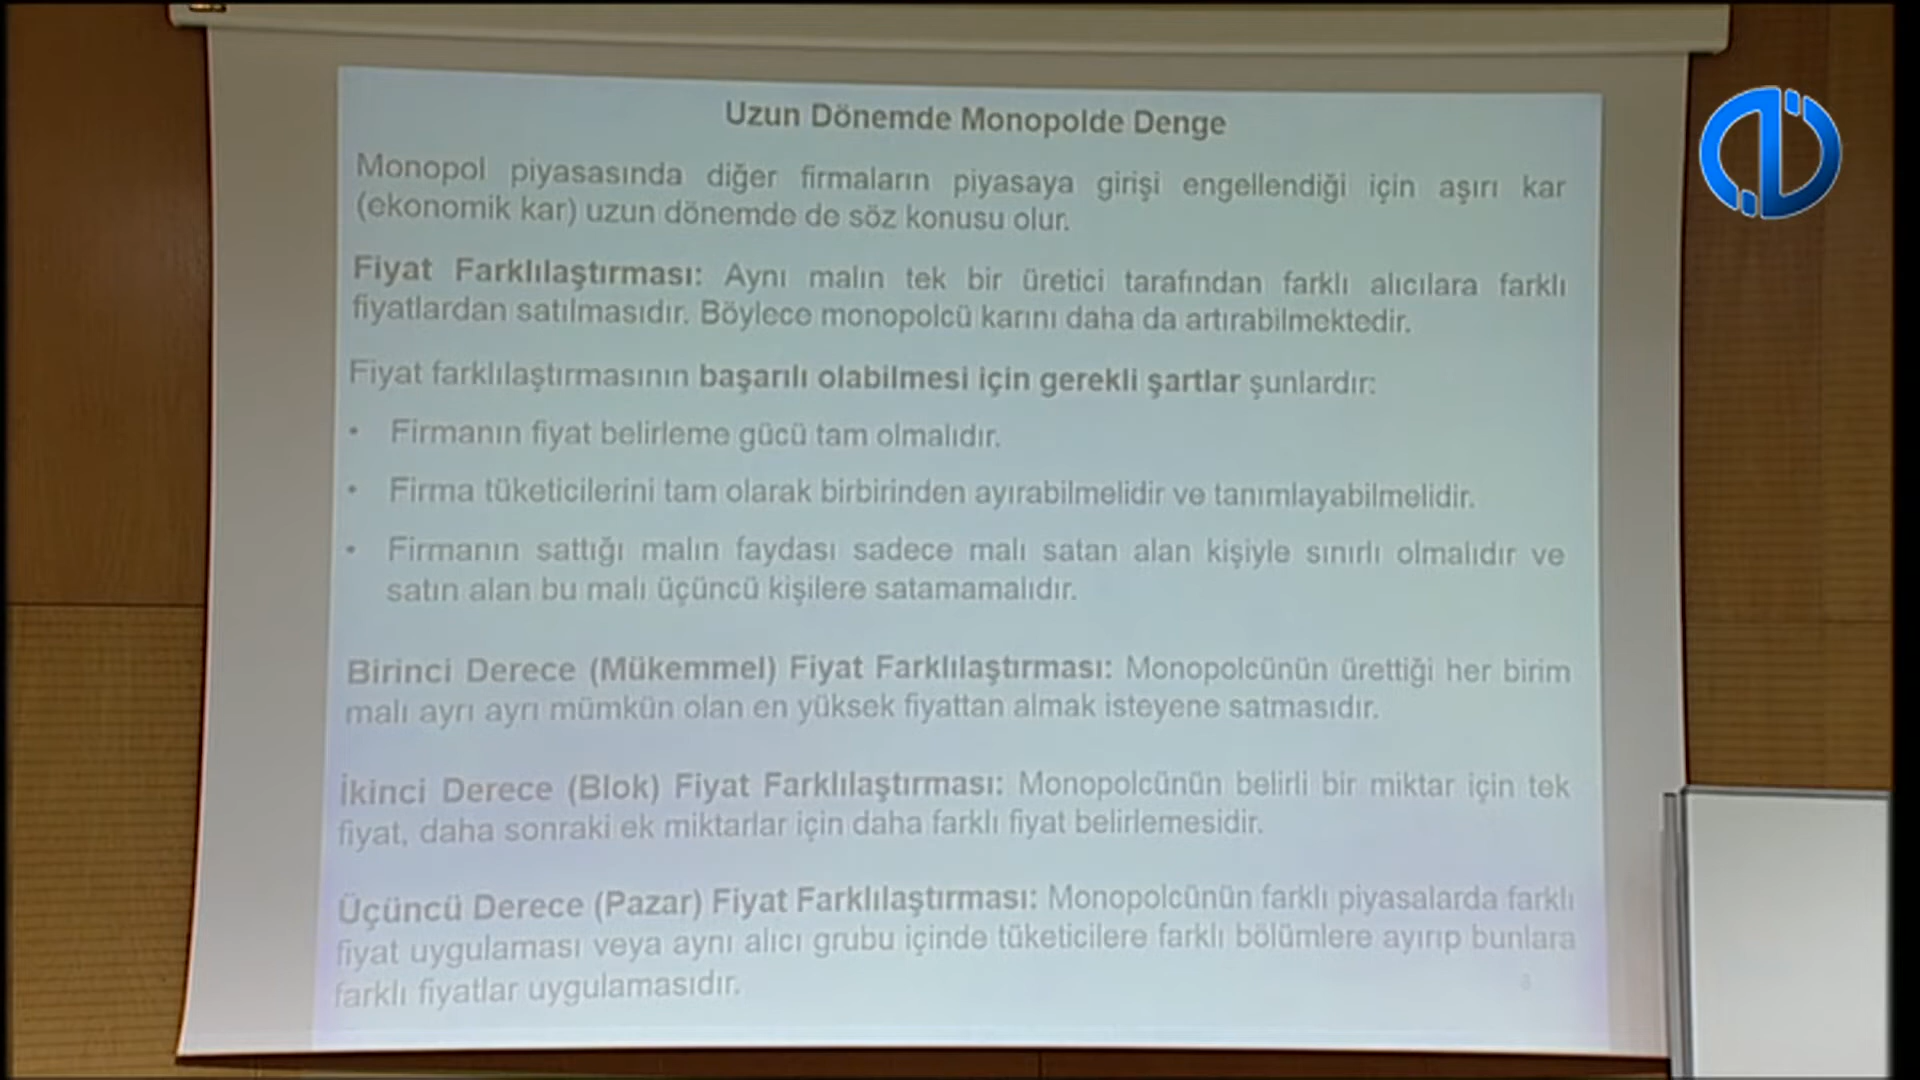 Uzun Dönemde Monopolde Denge
Monopol piyasasında diğer firmaların piyasaya girişi engellendiği için aşırı kar
(ekonomik kar) uzun dönemde de söz konusu olur.
Fiyat Farklılaştırması: Aynı malın tek bir üretici tarafından farklı alıcılara farklı
fiyatlardan satılmasıdır. Böylece monopolcü karını daha da artırabilmektedir.
Fiyat farklılaştırmasının başarılı olabilmesi için gerekli şartlar şunlardır:
• Firmanın fiyat belirleme gücü tam olmalıdır.
• Firma tüketicilerini tam olarak birbirinden ayırabilmelidir ve tanımlayabilmelidir.
• Firmanın sattığı malın faydası sadece malı satan alan kişiyle sınırlı olmalıdır ve
satın alan bu malı üçüncü kişilere satamamalıdır.
Birinci Derece (Mükemmel) Fiyat Farklılaştırması: Monopolcünün ürettiği her birim
malı ayrı ayrı mümkün olan en yüksek fiyattan almak isteyene satmasıdır.
İkinci Derece (Blok) Fiyat Farklılaştırması: Monopolcünün belirli bir miktar için tek
fiyat, daha sonraki ek miktarlar için daha farklı fiyat belirlemesidir.
Üçüncü Derece (Pazar) Fiyat Farklılaştırması: Monopolcünün farklı piyasalarda farklı
fiyat uygulaması veya aynı alıcı grubu içinde tüketicilere farklı bölümlere ayırıp bunlara
farklı fiyatlar uygulamasıdır.